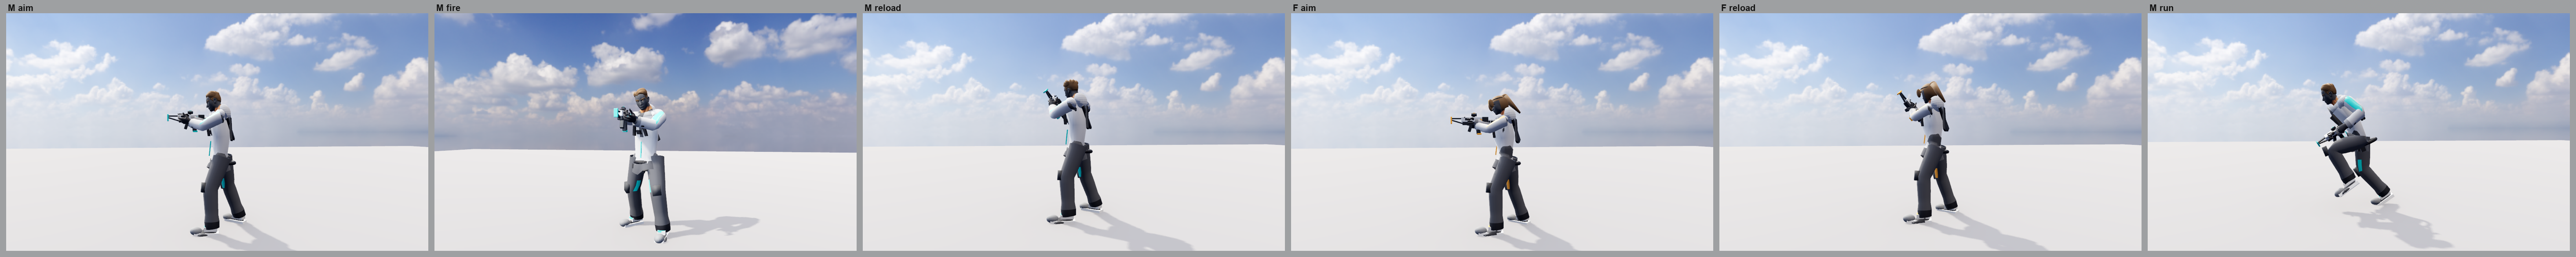 M aim
M fire
M reload
F aim
F reload
M run